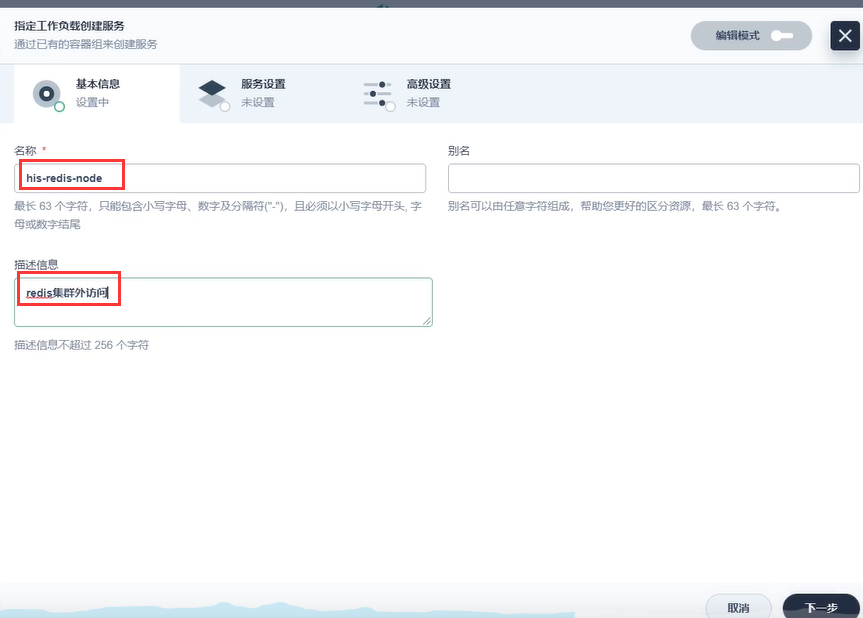 指定工作负载创建服务
通过已有的容器组来创建服务
编辑模式
基本信息
设置中
服务设置
未设置
高级设置
未设置
名称 *
别名
his-redis-node
最长 63 个字符，只能包含小写字母、数字及分隔符("-")，且必须以小写字母开头, 字
母或数字结尾
别名可以由任意字符组成，帮助您更好的区分资源，最长 63 个字符。
描述信息
redis集群外访问
描述信息不超过 256 个字符
取消
下一步